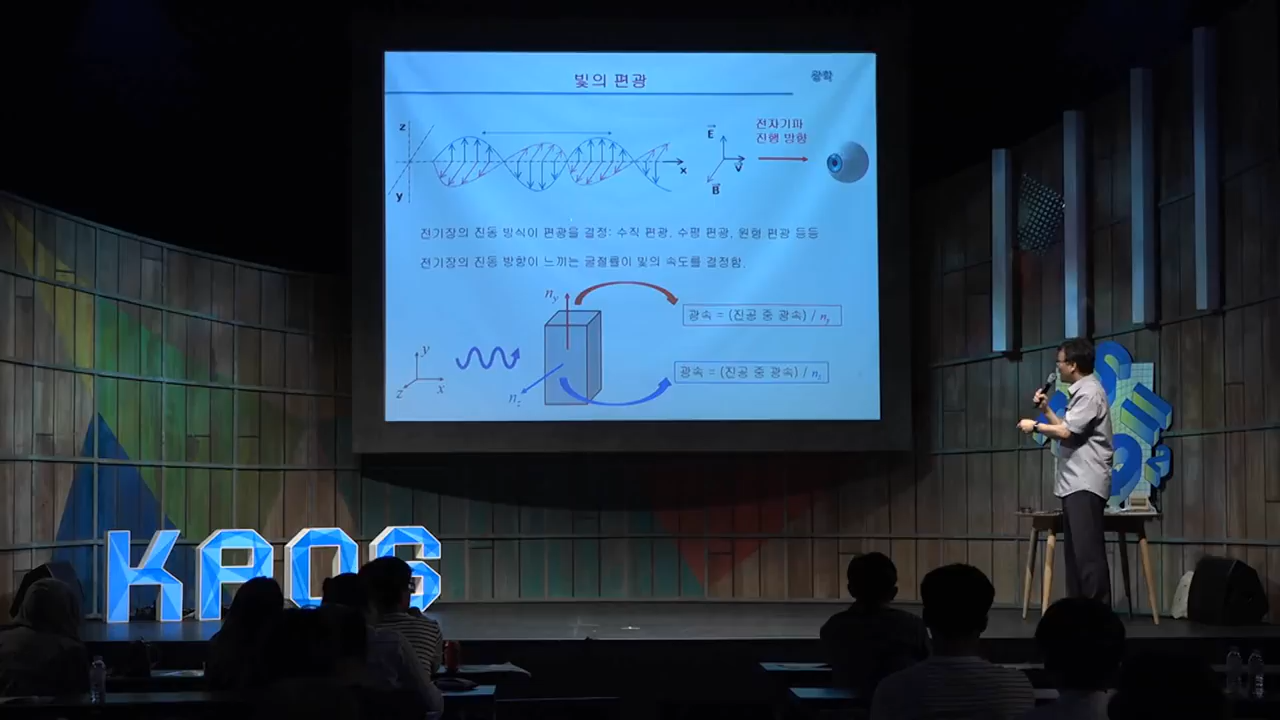 빛의 편광
광학
z
y
x
E
V
B
전자기파
진행 방향
전기장의 진동 방식이 편광을 결정: 수직 편광, 수평 편광, 원형 편광 등등
전기장의 진동 방향이 느끼는 굴절률이 빛의 속도를 결정함.
n_y
광속 = (진공 중 광속) / n_y
y
z
x
n_z
광속 = (진공 중 광속) / n_z
KAOS